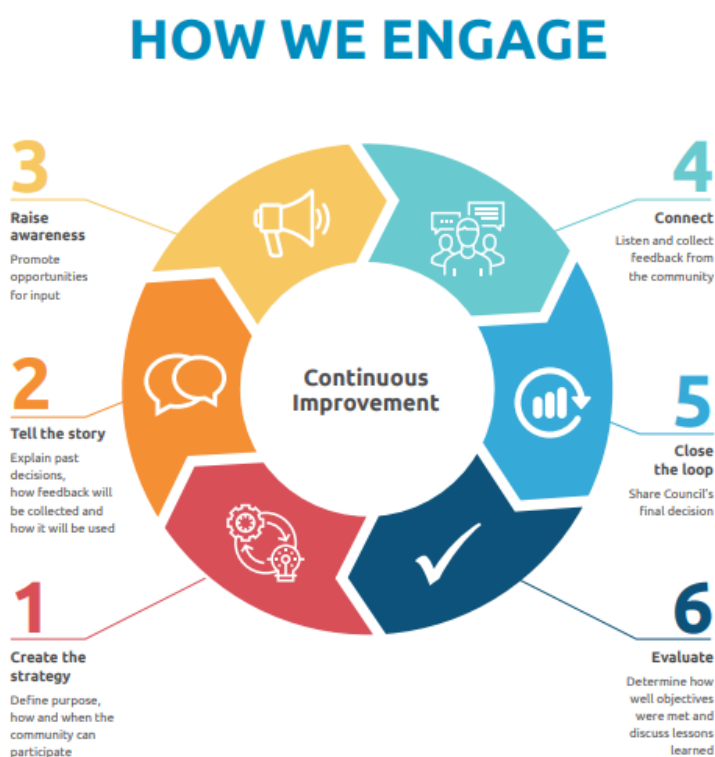 HOW WE ENGAGE
3
Raise
awareness
Promote
opportunities
for input
4
Connect
Listen and collect
feedback from
the community
2
Tell the story
Explain past
decisions,
how feedback will
be collected and
how it will be used
Continuous
Improvement
5
Close
the loop
Share Council's
final decision
1
Create the
strategy
Define purpose,
how and when the
community can
participate
6
Evaluate
Determine how
well objectives
were met and
discuss lessons
learned